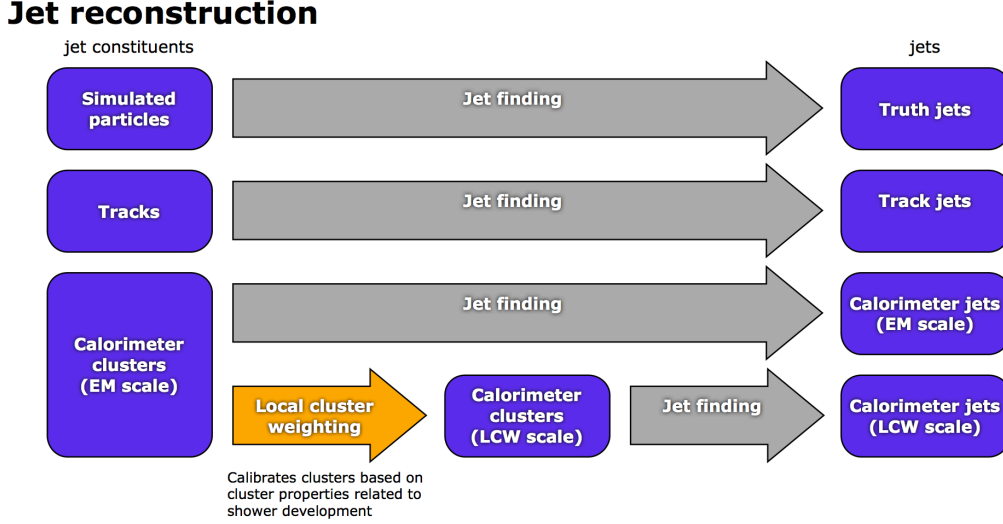 Jet reconstruction
jet constituents
jets
Simulated
particles
Jet finding
Truth jets
Tracks
Jet finding
Track jets
Calorimeter
clusters
(EM scale)
Jet finding
Calorimeter jets
(EM scale)
Local cluster
weighting
Calorimeter
clusters
(LCW scale)
Jet finding
Calorimeter jets
(LCW scale)
Calibrates clusters based on
cluster properties related to
shower development